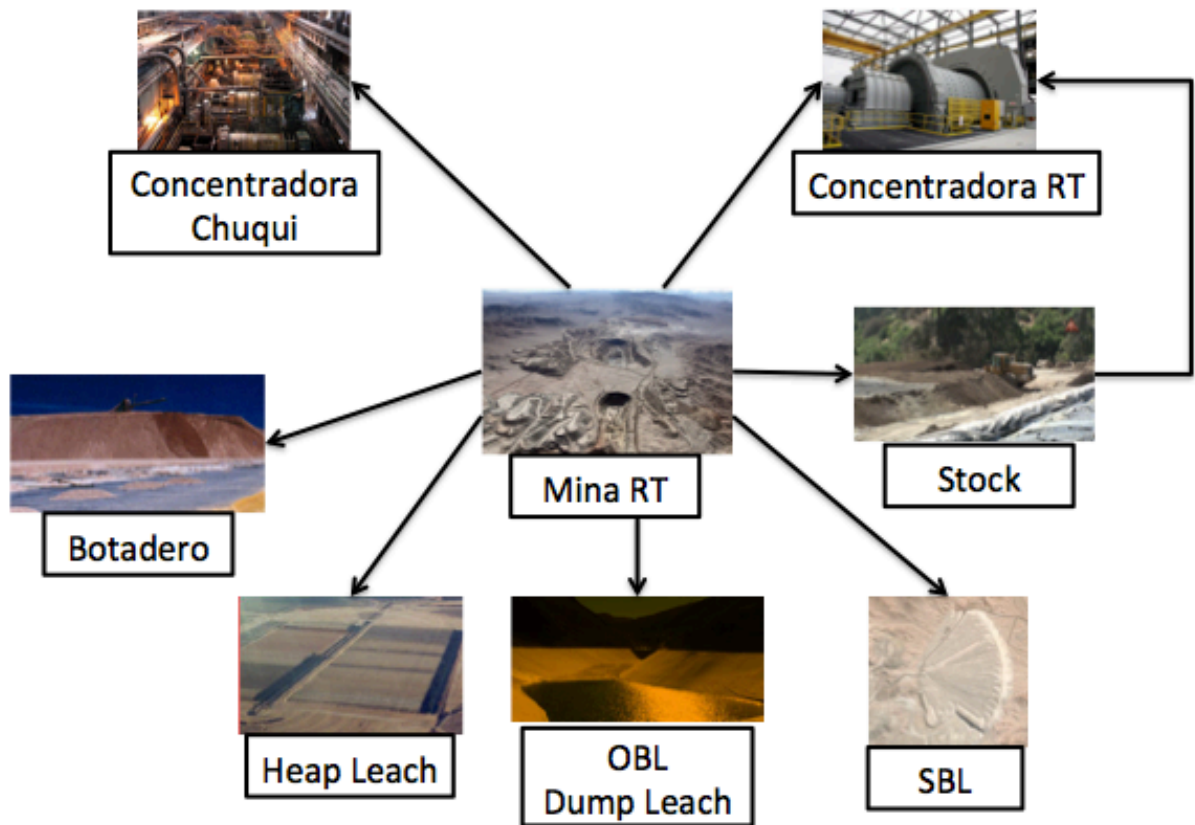 Concentradora
Chuqui
Concentradora RT
Mina RT
Stock
Botadero
Heap Leach
OBL
Dump Leach
SBL